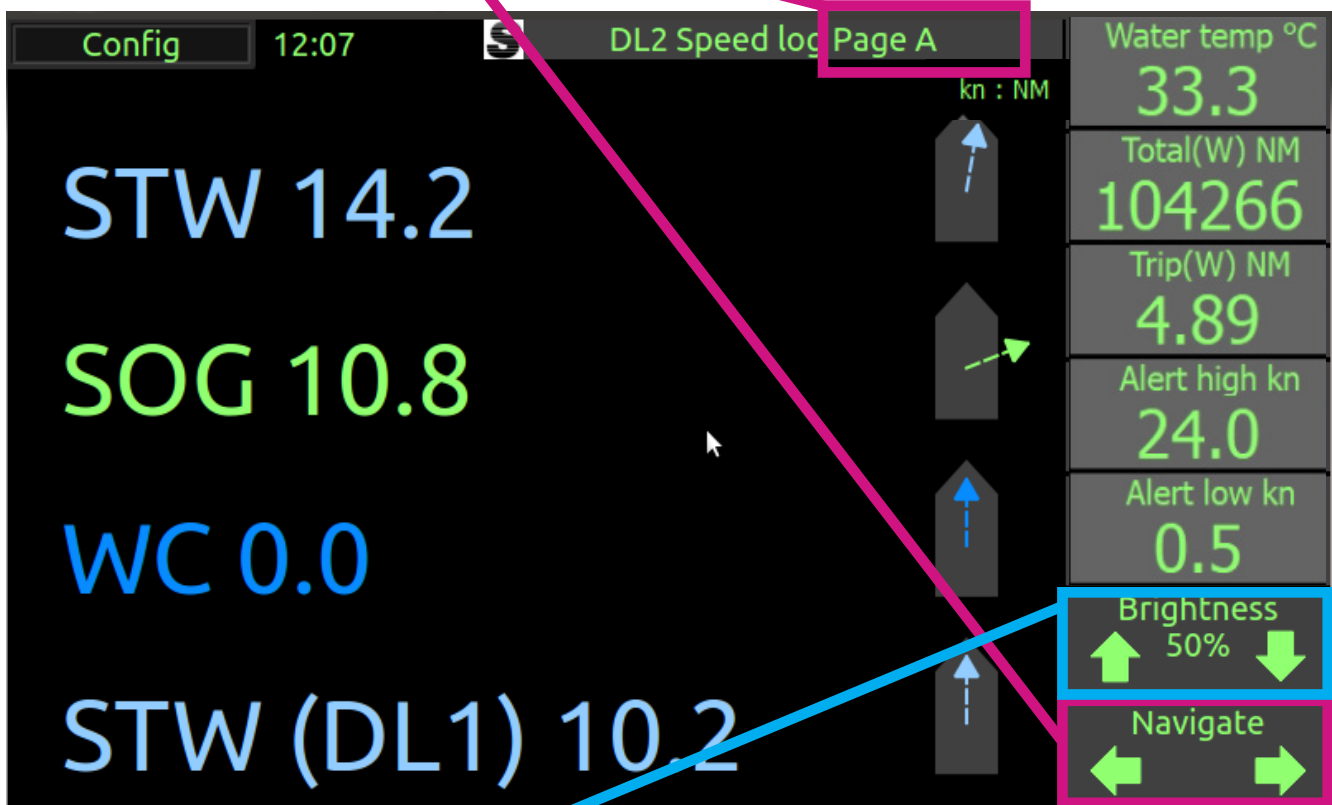 Config
12:07
S
DL2 Speed log Page A
kn : NM
STW 14.2
SOG 10.8
WC 0.0
STW (DL1) 10.2
Water temp °C
33.3
Total(W) NM
104266
Trip(W) NM
4.89
Alert high kn
24.0
Alert low kn
0.5
Brightness
50%
Navigate